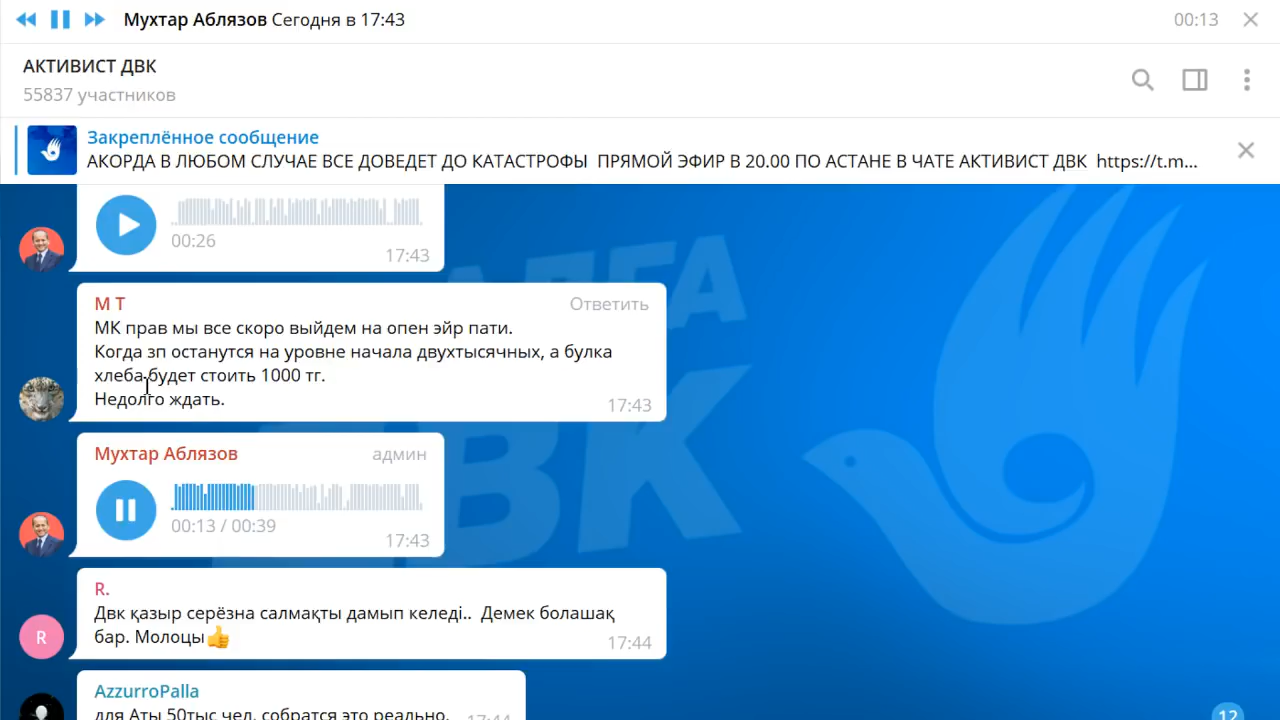 Мухтар Аблязов Сегодня в 17:43
00:13
АКТИВИСТ ДВК
55837 участников
Закреплённое сообщение
АКОРДА В ЛЮБОМ СЛУЧАЕ ВСЕ ДОВЕДЕТ ДО КАТАСТРОФЫ ПРЯМОЙ ЭФИР В 20.00 ПО АСТАНЕ В ЧАТЕ АКТИВИСТ ДВК https://t.m...
00:26
17:43
М Т
Ответить
МК прав мы все скоро выйдем на опен эйр пати.
Когда зп останутся на уровне начала двухтысячных, а булка
хлеба будет стоить 1000 тг.
Недолго ждать.
17:43
Мухтар Аблязов
админ
00:13 / 00:39
17:43
R.
Двк қазыр серёзна салмақты дамып келеді.. Демек болашақ
бар. Молоцы👍
17:44
R
AzzurroPalla
для Аты 50тыс чел. собратся это реально.
17:44
12
ДВК